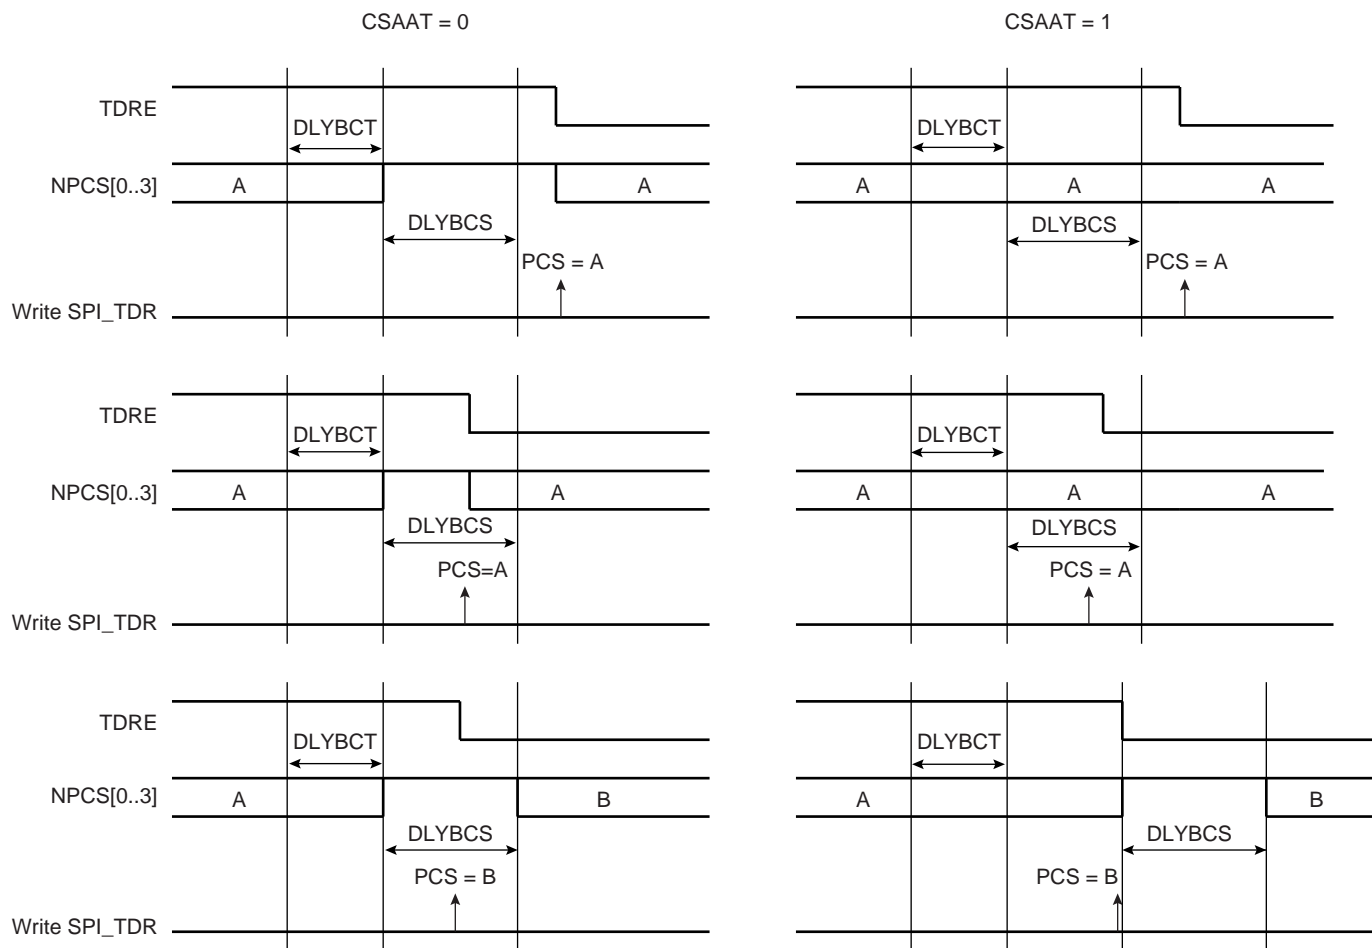 CSAAT = 0 CSAAT = 1
TDRE
DLYBCT DLYBCT
NPCS[0..3] A A A A A
DLYBCS DLYBCS
PCS = A PCS = A
Write SPI_TDR
TDRE
DLYBCT DLYBCT
NPCS[0..3] A A A A A
DLYBCS DLYBCS
PCS=A PCS = A
Write SPI_TDR
TDRE
DLYBCT DLYBCT
NPCS[0..3] A B A B
DLYBCS DLYBCS
PCS = B PCS = B
Write SPI_TDR